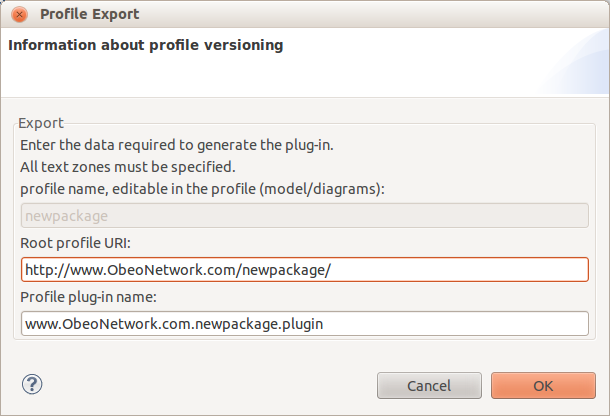 Profile Export
Information about profile versioning
Export
Enter the data required to generate the plug-in.
All text zones must be specified.
profile name, editable in the profile (model/diagrams):
newpackage
Root profile URI:
http://www.ObeoNetwork.com/newpackage/
Profile plug-in name:
www.ObeoNetwork.com.newpackage.plugin
?
Cancel
OK